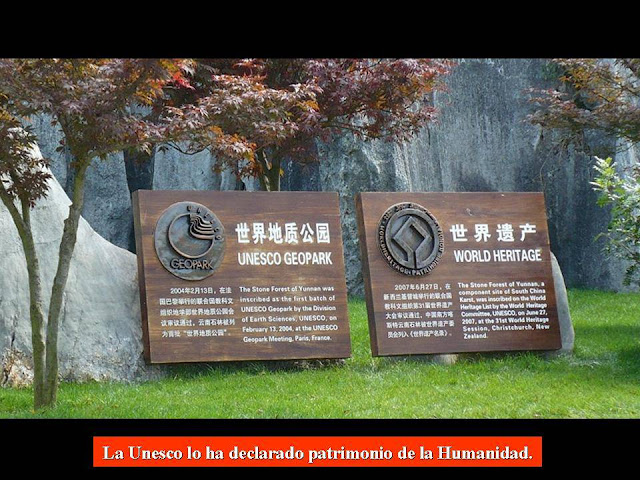 GEOPARK
世界地质公园
UNESCO GEOPARK
2004年2月13日，在法
国巴黎举行的联合国教科文
组织地学部世界地质公园会
议审议通过，云南石林被列
为首批“世界地质公园”。
The Stone Forest of Yunnan was
inscribed as the first batch of
UNESCO Geopark by the Division
of Earth Sciences, UNESCO, on
February 13, 2004, at the UNESCO
Geopark Meeting, Paris, France.
世界遗产
WORLD HERITAGE
2007年6月27日，在
新西兰基督城举行的联合国
教科文组织第31届世界遗产
大会审议通过，中国南方喀
斯特云南石林被世界遗产委
员会列入《世界遗产名录》。
The Stone Forest of Yunnan, a
component site of South China
Karst, was inscribed on the World
Heritage List by the World Heritage
Committee, UNESCO, on June 27,
2007, at the 31st World Heritage
Session, Christchurch, New
Zealand.
La Unesco lo ha declarado patrimonio de la Humanidad.